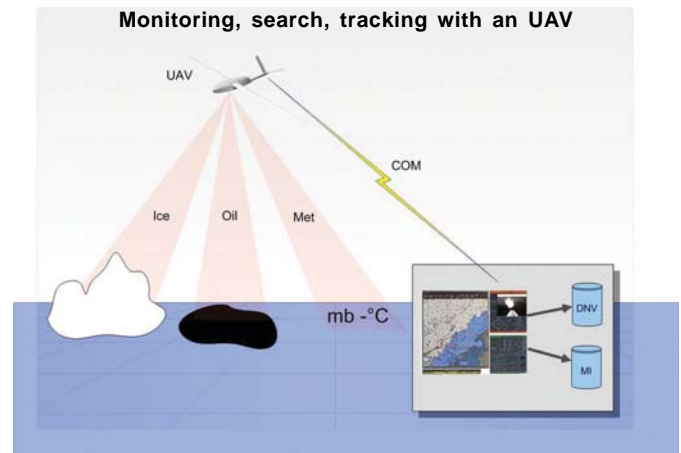 Monitoring, search, tracking with an UAV
UAV
COM
Ice
Oil
Met
mb -°C
DNV
MI